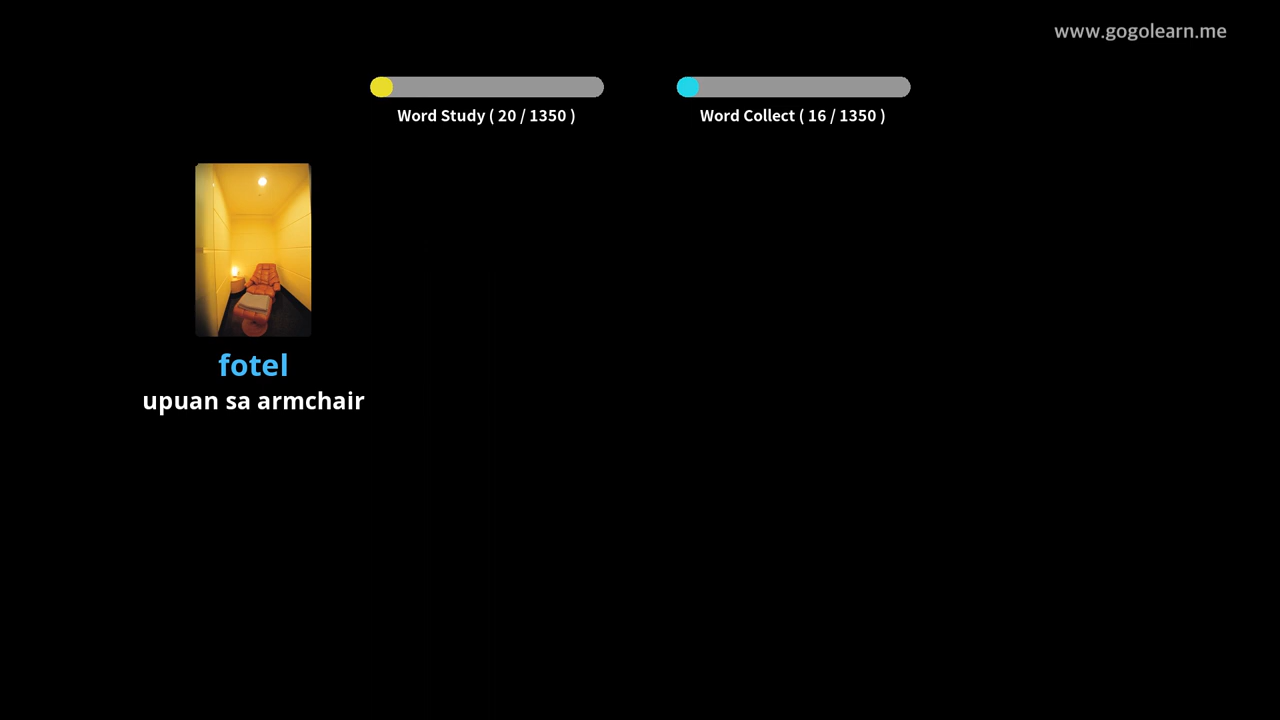 www.gogolearn.me
Word Study ( 20 / 1350 )
Word Collect ( 16 / 1350 )
fotel
upuan sa armchair